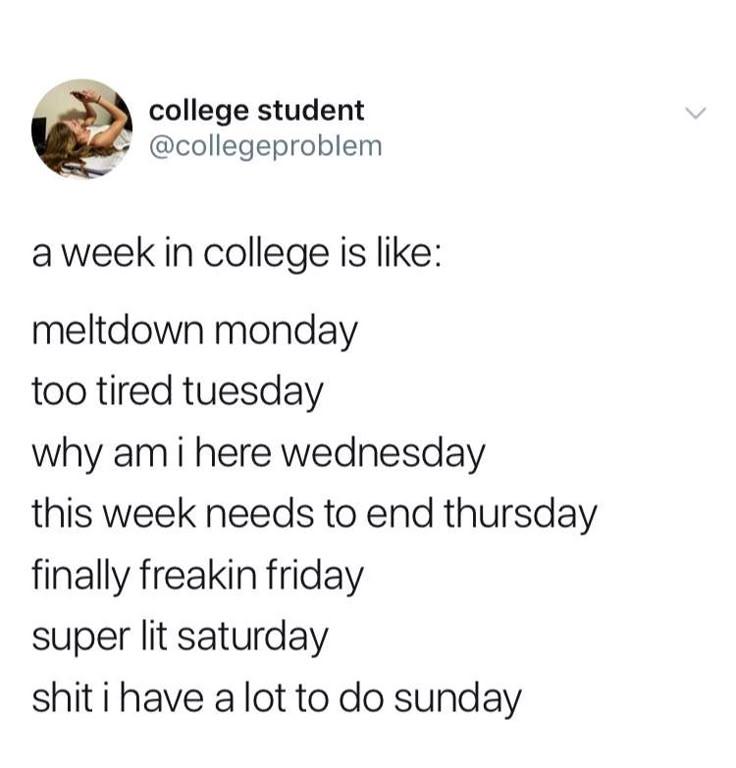 college student
@collegeproblem
a week in college is like:
meltdown monday
too tired tuesday
why am i here wednesday
this week needs to end thursday
finally freakin friday
super lit saturday
shit i have a lot to do sunday